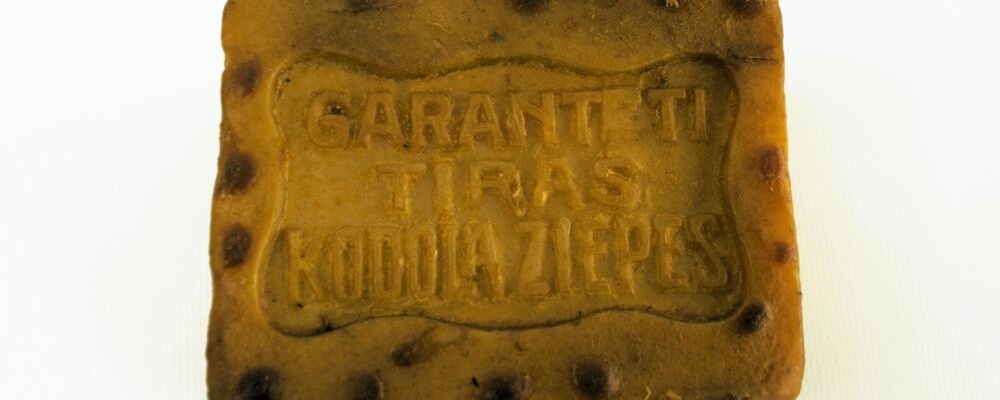 GARANTETI
TIRAS
KODOLA ZIEPES